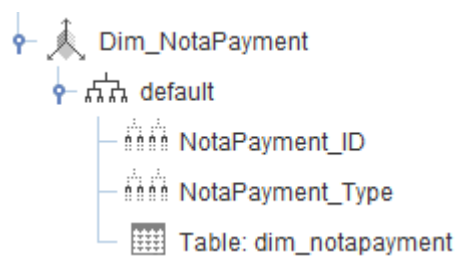 Dim_NotaPayment
default
NotaPayment_ID
NotaPayment_Type
Table: dim_notapayment